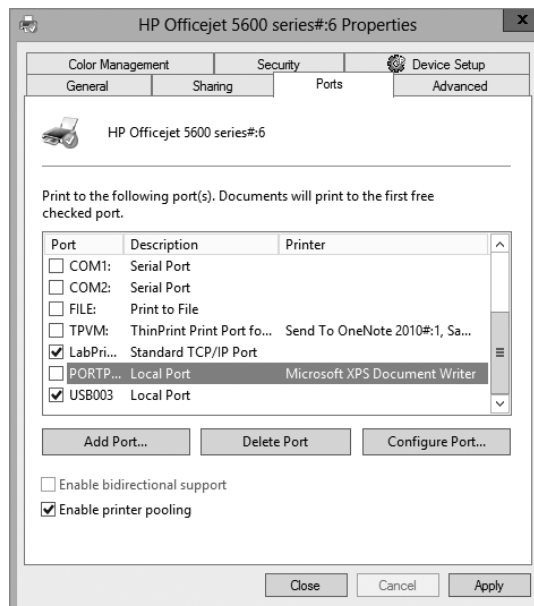 HP Officejet 5600 series#:6 Properties
x
Color Management Security Device Setup
General Sharing Ports Advanced
HP Officejet 5600 series#:6
Print to the following port(s). Documents will print to the first free
checked port.
Port Description Printer
COM1: Serial Port
COM2: Serial Port
FILE: Print to File
TPVM: ThinPrint Print Port fo... Send To OneNote 2010#:1, Sa...
LabPri... Standard TCP/IP Port
PORTP... Local Port Microsoft XPS Document Writer
USB003 Local Port
Add Port... Delete Port Configure Port...
Enable bidirectional support
Enable printer pooling
Close Cancel Apply